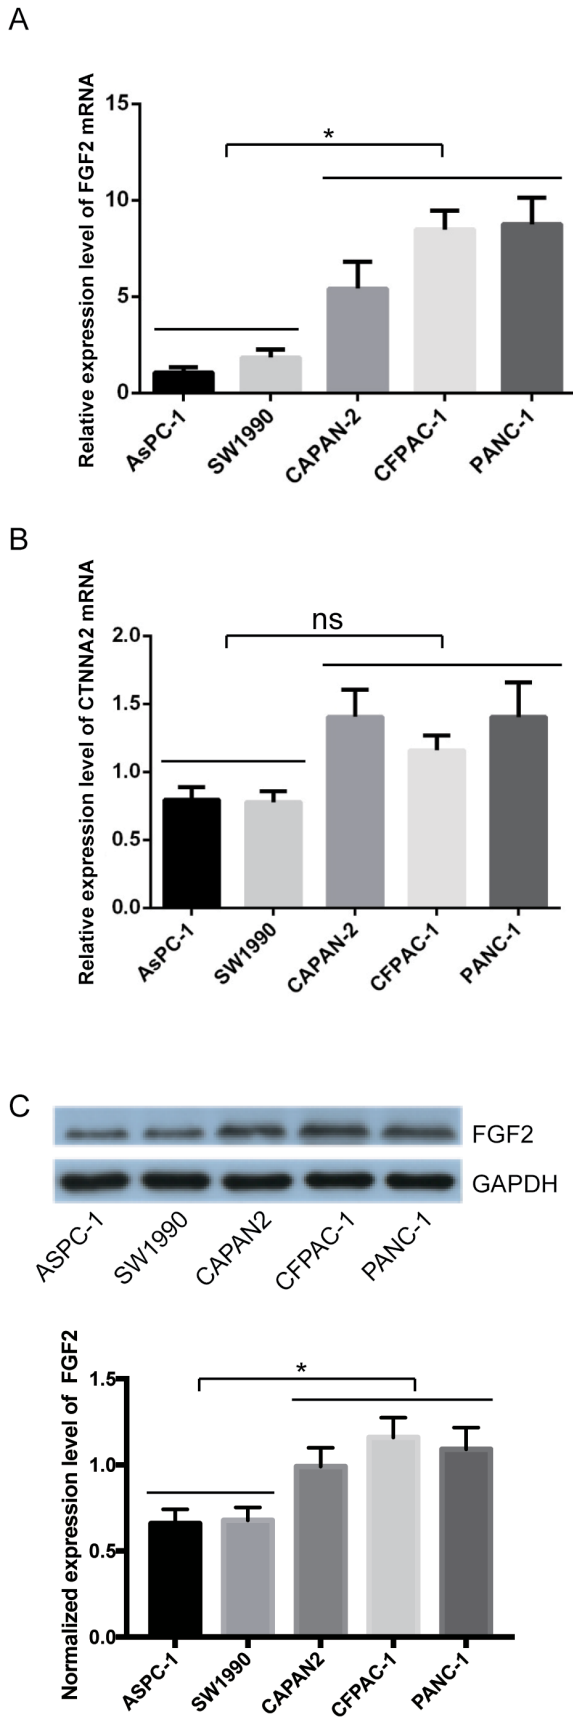 A
Relative expression level of FGF2 mRNA
15
10
5
0
*
AsPC-1
SW1990
CAPAN-2
CFPAC-1
PANC-1
B
Relative expression level of CTNNA2 mRNA
2.0
1.5
1.0
0.5
0.0
ns
AsPC-1
SW1990
CAPAN-2
CFPAC-1
PANC-1
C
FGF2
GAPDH
ASPC-1
SW1990
CAPAN2
CFPAC-1
PANC-1
Normalized expression level of FGF2
1.5
1.0
0.5
0.0
*
ASPC-1
SW1990
CAPAN2
CFPAC-1
PANC-1